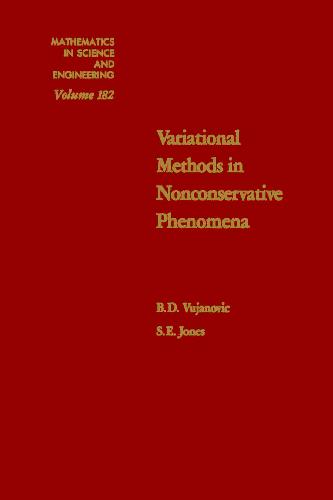 MATHEMATICS
IN SCIENCE
AND
ENGINEERING
Volume 182
Variational
Methods in
Nonconservative
Phenomena
B.D. Vujanovic
S.E. Jones